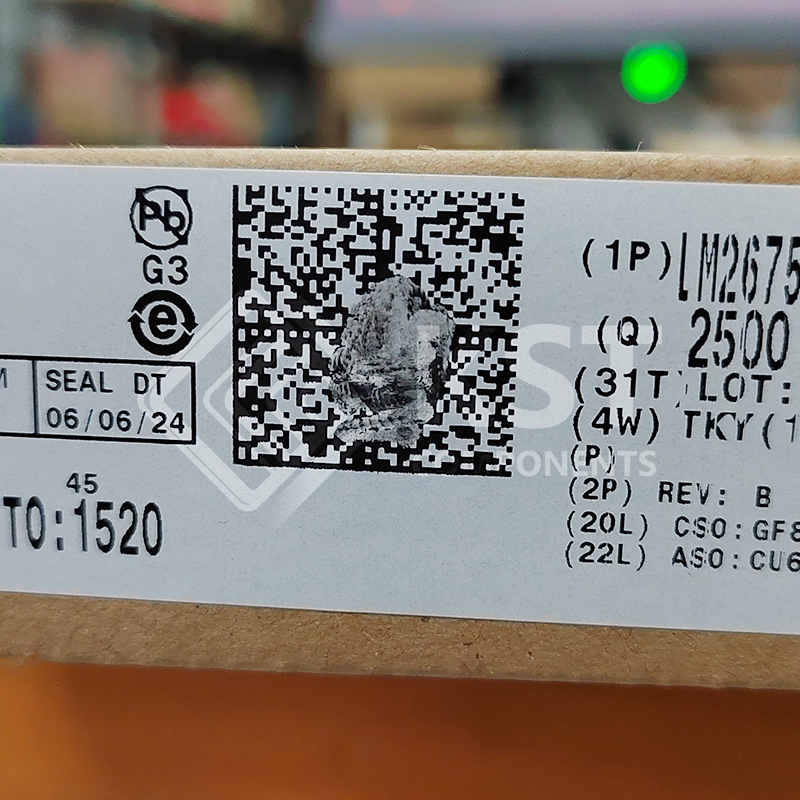 Pb
G3
e
M SEAL DT
06/06/24
45
TO:1520
(1P)LM2675
(Q) 2500
(31T)LOT:
(4W) TKY(1
(P)
(2P) REV: B
(20L) CSO:GF8
(22L) ASO:CU6